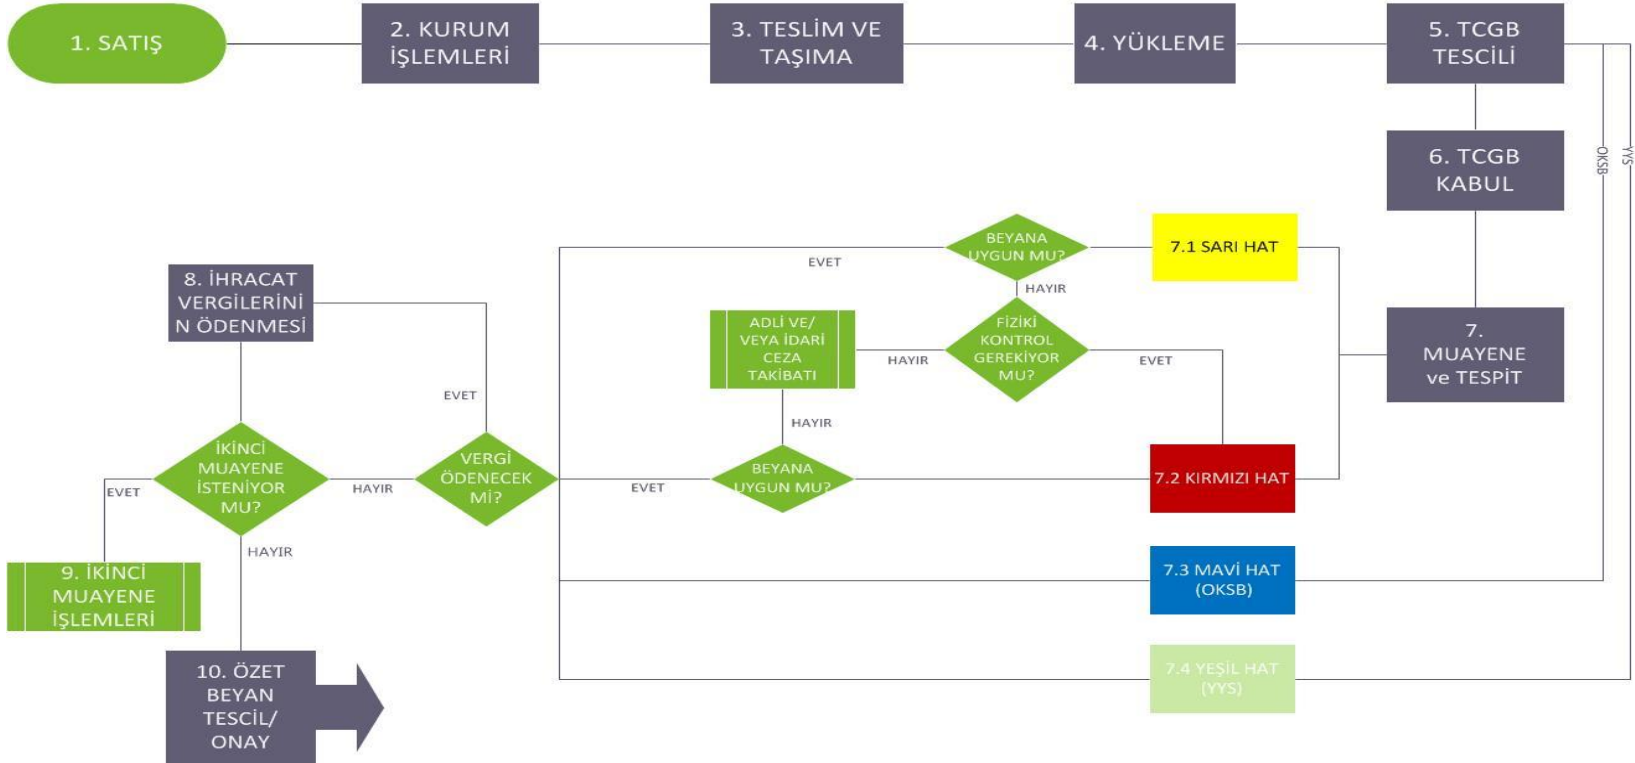 1. SATIŞ
2. KURUM
İŞLEMLERİ
3. TESLİM VE
TAŞIMA
4. YÜKLEME
5. TCGB
TESCİLİ
OKSB
YYS
6. TCGB
KABUL
BEYANA
UYGUN MU?
7.1 SARI HAT
EVET
HAYIR
8. İHRACAT
VERGİLERİNİ
N ÖDENMESİ
ADLİ VE/
VEYA İDARİ
CEZA
TAKİBATI
HAYIR
FİZİKİ
KONTROL
GEREKİYOR
MU?
EVET
7.
MUAYENE
ve TESPİT
EVET
HAYIR
İKİNCİ
MUAYENE
İSTENİYOR
MU?
EVET
HAYIR
VERGİ
ÖDENECEK
Mİ?
EVET
BEYANA
UYGUN MU?
7.2 KIRMIZI HAT
HAYIR
9. İKİNCİ
MUAYENE
İŞLEMLERİ
7.3 MAVİ HAT
(OKSB)
10. ÖZET
BEYAN
TESCİL/
ONAY
7.4 YEŞİL HAT
(YYS)